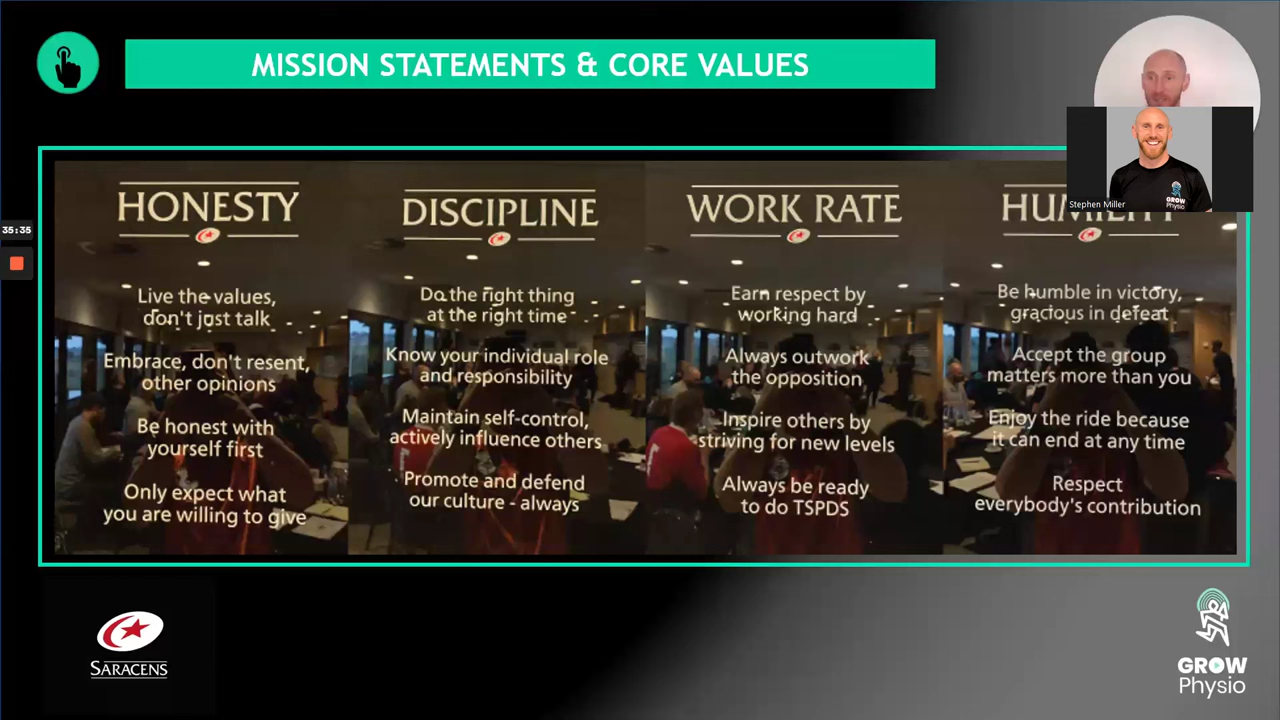 MISSION STATEMENTS & CORE VALUES
Stephen Miller
GROW
Physio
35:35
HONESTY
Live the values,
don't just talk
Embrace, don't resent,
other opinions
Be honest with
yourself first
Only expect what
you are willing to give
DISCIPLINE
Do the right thing
at the right time
Know your individual role
and responsibility
Maintain self-control,
actively influence others
Promote and defend
our culture - always
WORK RATE
Earn respect by
working hard
Always outwork
the opposition
Inspire others by
striving for new levels
Always be ready
to do TSPDS
HUMILITY
Be humble in victory,
gracious in defeat
Accept the group
matters more than you
Enjoy the ride because
it can end at any time
Respect
everybody's contribution
SARACENS
GROW
Physio